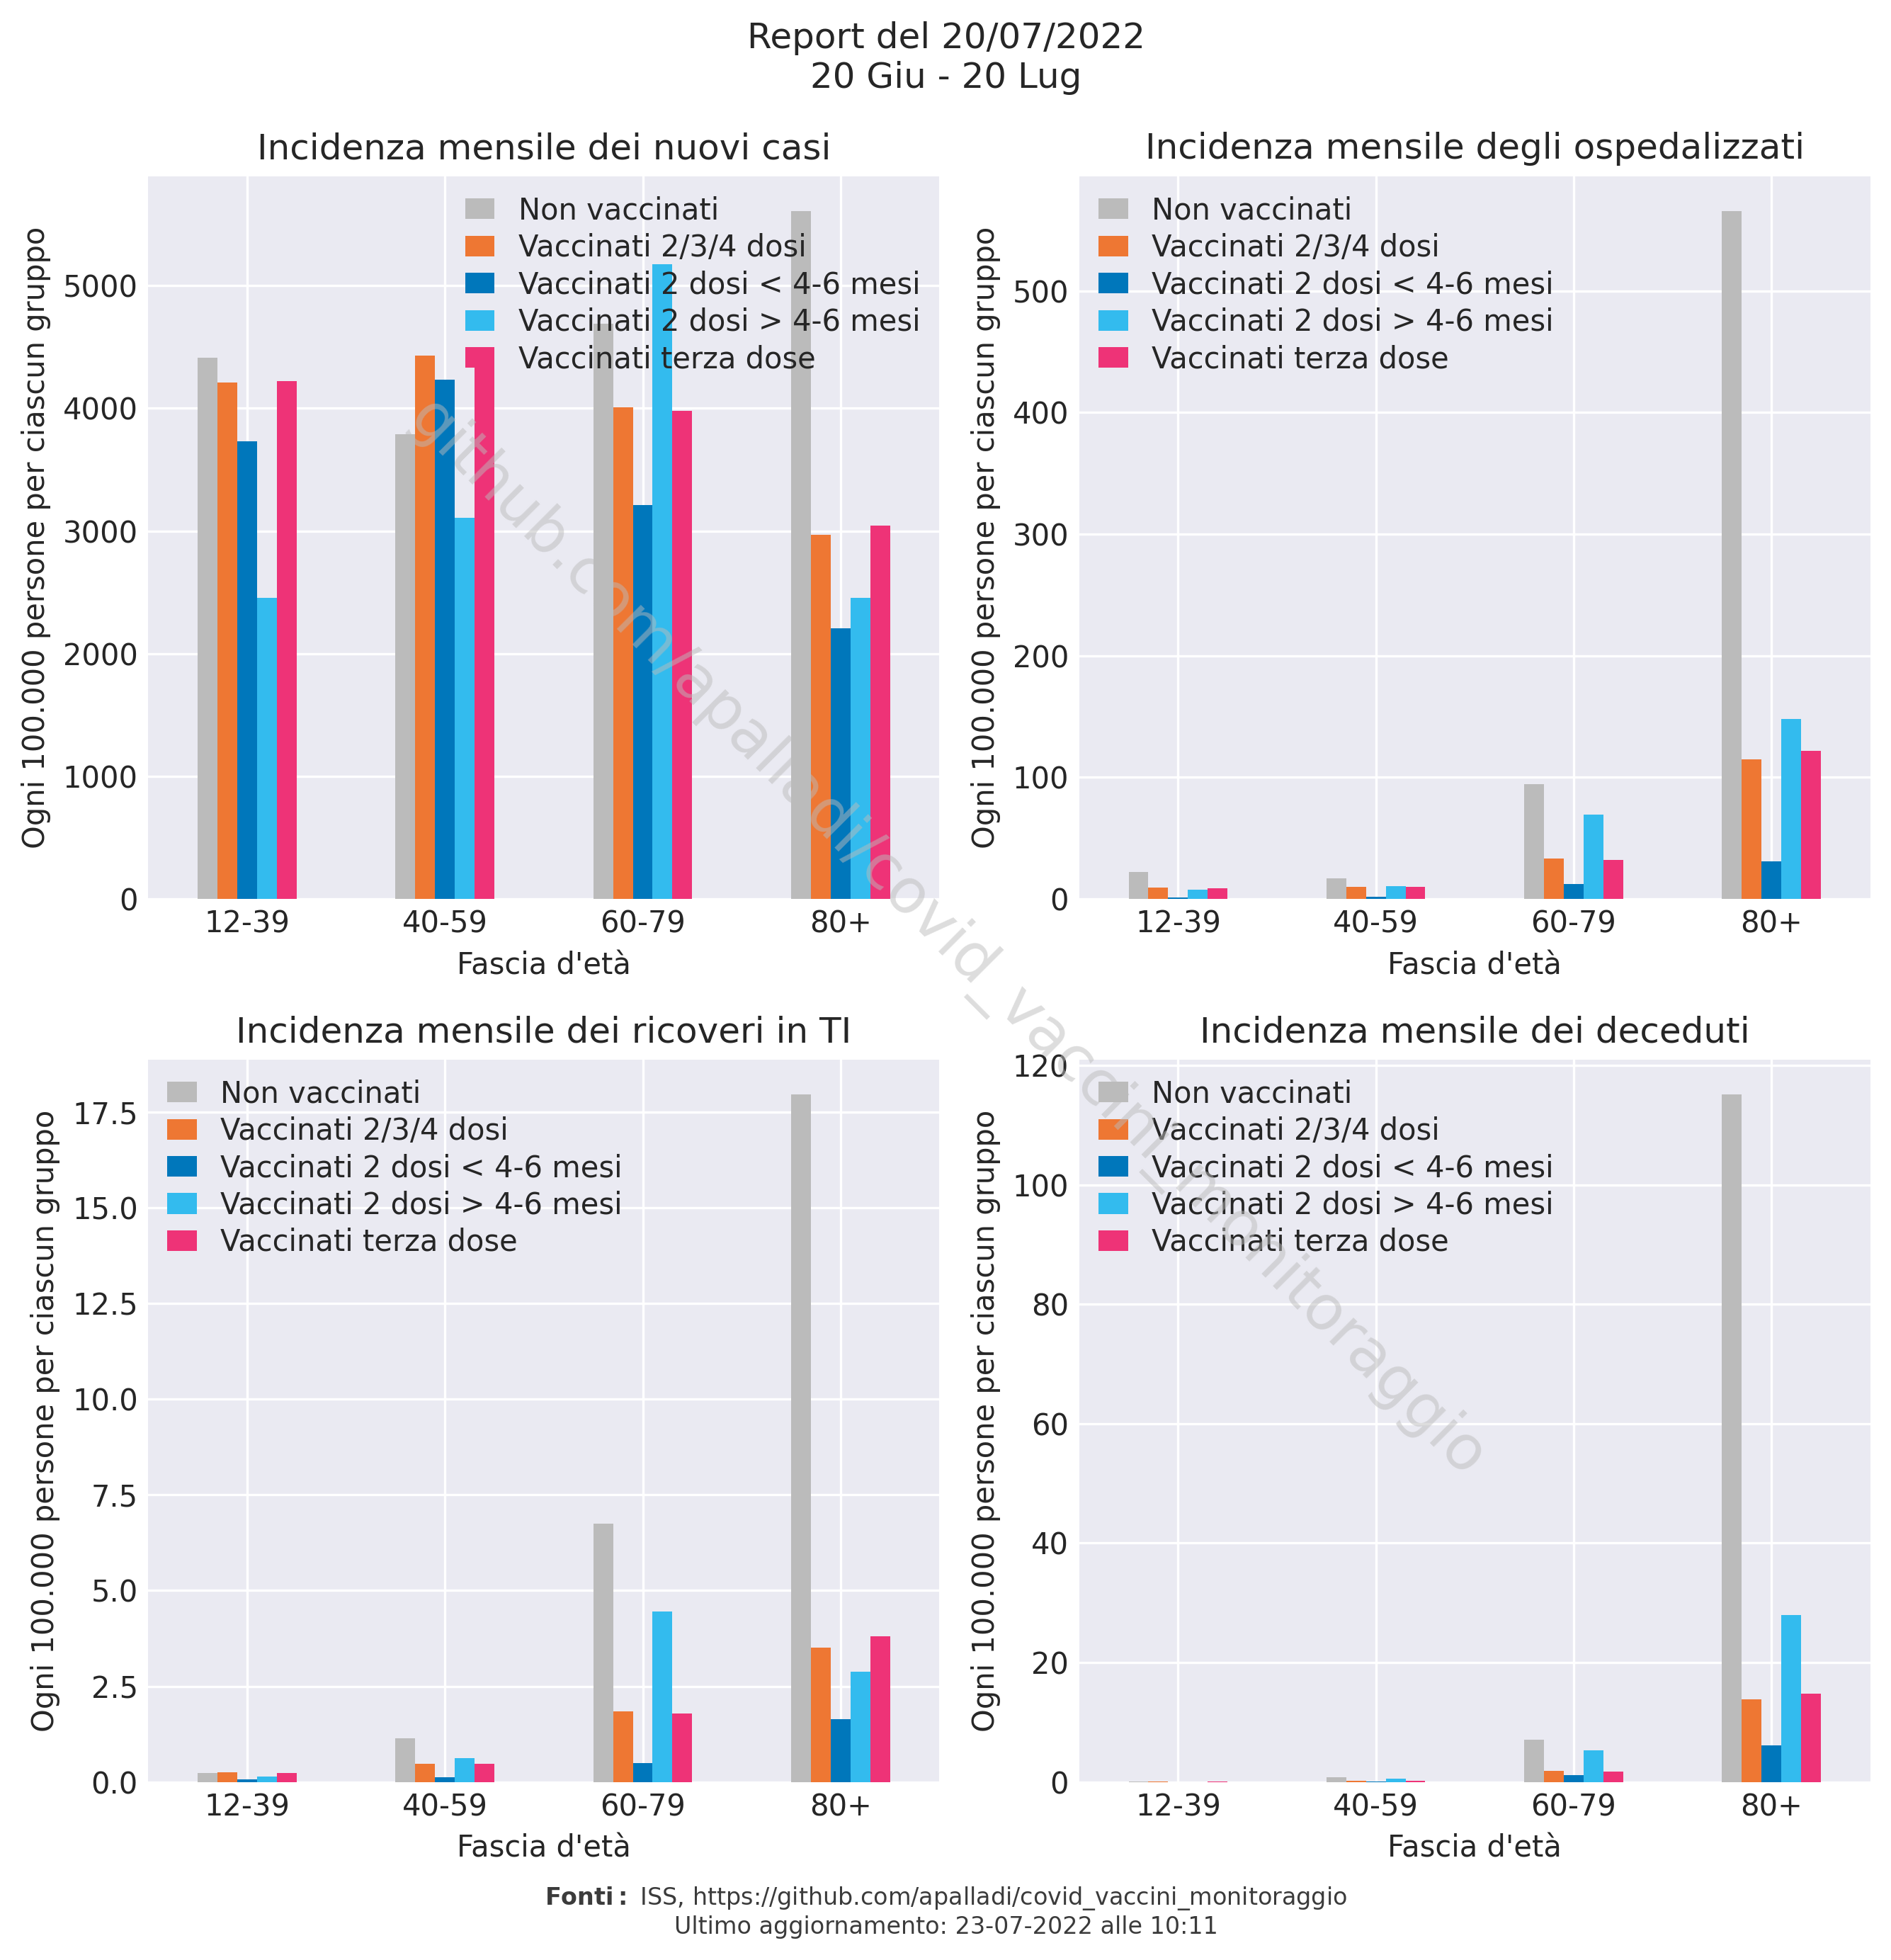 Report del 20/07/2022
20 Giu - 20 Lug
Incidenza mensile dei nuovi casi
Ogni 100.000 persone per ciascun gruppo
5000
4000
3000
2000
1000
0
Non vaccinati
Vaccinati 2/3/4 dosi
Vaccinati 2 dosi < 4-6 mesi
Vaccinati 2 dosi > 4-6 mesi
Vaccinati terza dose
12-39 40-59 60-79 80+
Fascia d'età
Incidenza mensile degli ospedalizzati
Ogni 100.000 persone per ciascun gruppo
500
400
300
200
100
0
Non vaccinati
Vaccinati 2/3/4 dosi
Vaccinati 2 dosi < 4-6 mesi
Vaccinati 2 dosi > 4-6 mesi
Vaccinati terza dose
12-39 40-59 60-79 80+
Fascia d'età
Incidenza mensile dei ricoveri in TI
Ogni 100.000 persone per ciascun gruppo
17.5
15.0
12.5
10.0
7.5
5.0
2.5
0.0
Non vaccinati
Vaccinati 2/3/4 dosi
Vaccinati 2 dosi < 4-6 mesi
Vaccinati 2 dosi > 4-6 mesi
Vaccinati terza dose
12-39 40-59 60-79 80+
Fascia d'età
Incidenza mensile dei deceduti
Ogni 100.000 persone per ciascun gruppo
120
100
80
60
40
20
0
Non vaccinati
Vaccinati 2/3/4 dosi
Vaccinati 2 dosi < 4-6 mesi
Vaccinati 2 dosi > 4-6 mesi
Vaccinati terza dose
12-39 40-59 60-79 80+
Fascia d'età
github.com/apalladi/covid_vaccini_monitoraggio
Fonti: ISS, https://github.com/apalladi/covid_vaccini_monitoraggio
Ultimo aggiornamento: 23-07-2022 alle 10:11